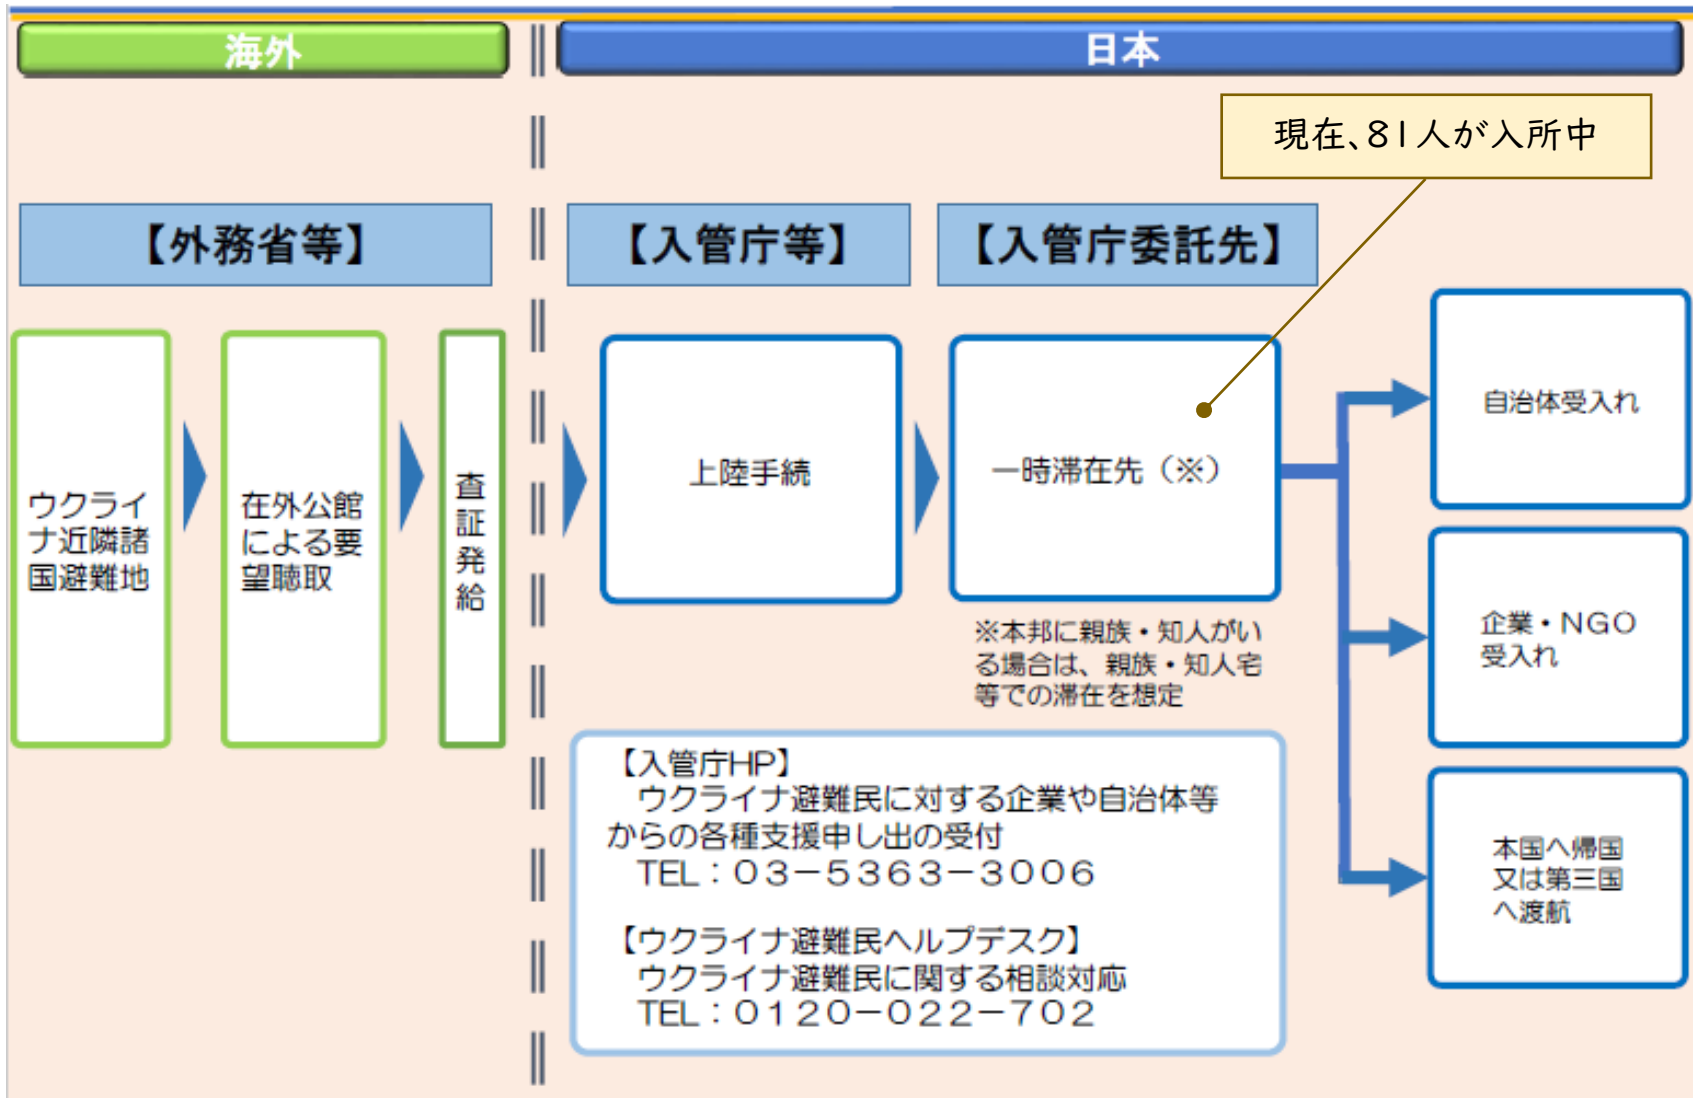 海外
日本
現在、81人が入所中
【外務省等】
【入管庁等】
【入管庁委託先】
ウクライ
ナ近隣諸
国避難地
在外公館
による要
望聴取
査
証
発
給
上陸手続
一時滞在先（※）
※本邦に親族・知人がい
る場合は、親族・知人宅
等での滞在を想定
自治体受入れ
企業・ＮＧＯ
受入れ
本国へ帰国
又は第三国
へ渡航
【入管庁HP】
ウクライナ避難民に対する企業や自治体等
からの各種支援申し出の受付
TEL：０３－５３６３－３００６
【ウクライナ避難民ヘルプデスク】
ウクライナ避難民に関する相談対応
TEL：０１２０－０２２－７０２